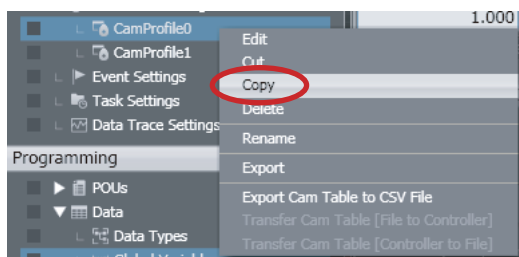 1.000
CamProfile0
CamProfile1
Event Settings
Task Settings
Data Trace Settings
Programming
POUs
Data
Data Types
Edit
Cut
Copy
Delete
Rename
Export
Export Cam Table to CSV File
Transfer Cam Table [File to Controller]
Transfer Cam Table [Controller to File]